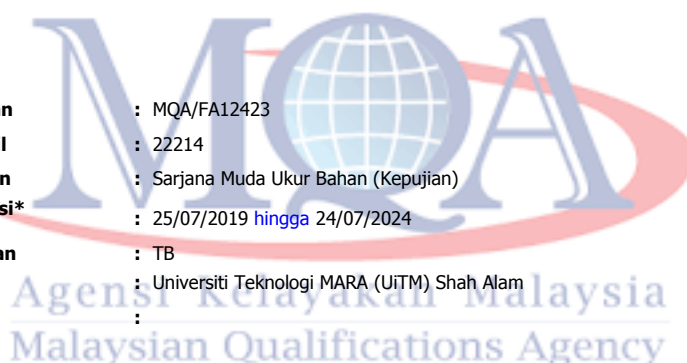 MQA
an : MQA/FA12423
l : 22214
n : Sarjana Muda Ukur Bahan (Kepujian)
si*
: 25/07/2019 hingga 24/07/2024
an : TB
: Universiti Teknologi MARA (UiTM) Shah Alam
:
Agensi Kelayakan Malaysia
Malaysian Qualifications Agency